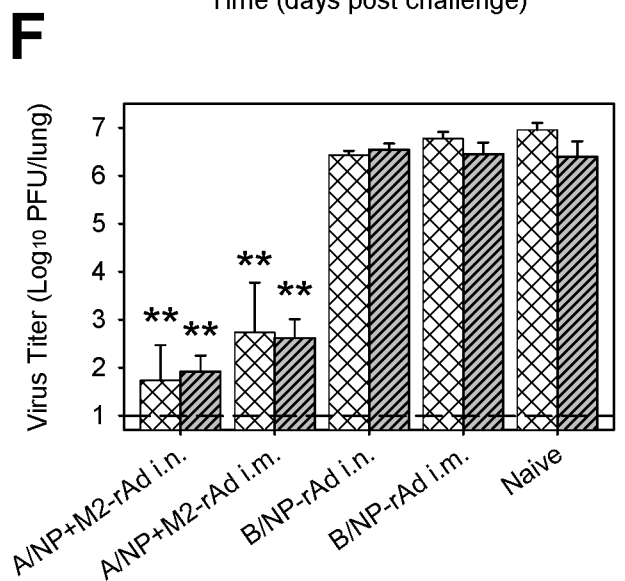 Time (days post challenge)
F
Virus Titer (Log10 PFU/lung)
7
6
5
4
3
2
1
**
**
**
**
A/NP+M2-rAd i.n.
A/NP+M2-rAd i.m.
B/NP-rAd i.n.
B/NP-rAd i.m.
Naive